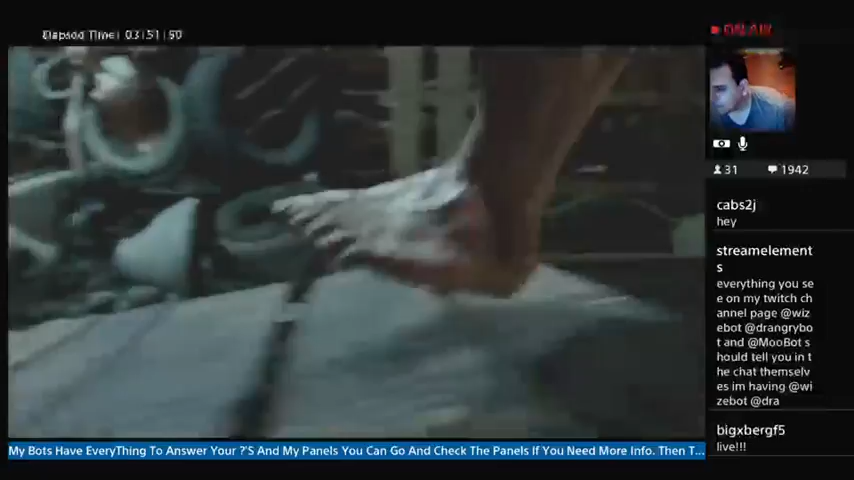 Elapsed Time: 03:51:50
ON AIR
31
1942
cabs2j
hey
streamelement
s
everything you se
e on my twitch ch
annel page @wiz
ebot @drangrybo
t and @MooBot s
hould tell you in t
he chat themselv
es im having @wi
zebot @dra
bigxbergf5
live!!!
My Bots Have EveryThing To Answer Your ?'S And My Panels You Can Go And Check The Panels If You Need More Info. Then T...